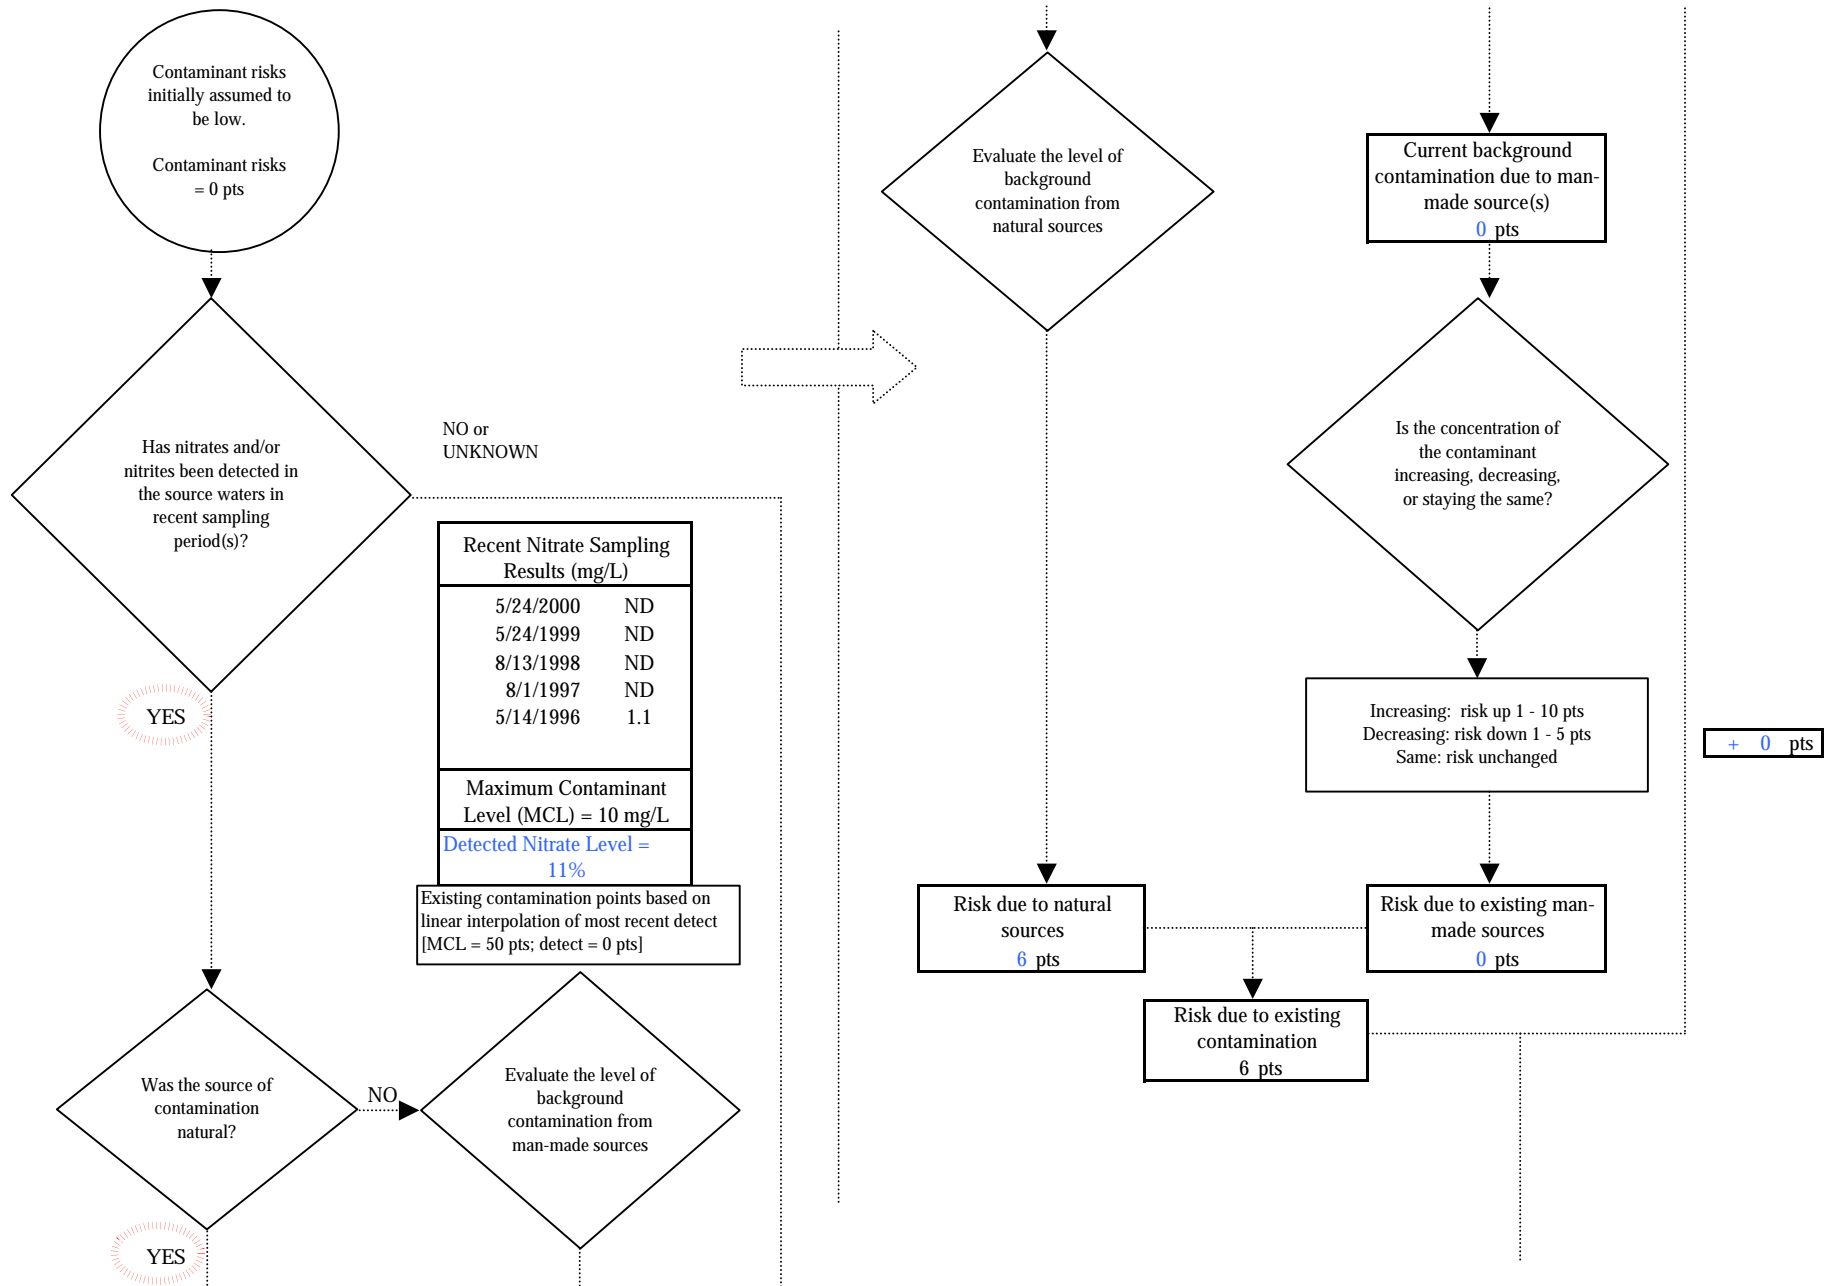 Contaminant risks
initially assumed to
be low.
Contaminant risks
= 0 pts
Has nitrates and/or
nitrites been detected in
the source waters in
recent sampling
period(s)?
NO or
UNKNOWN
YES
Recent Nitrate Sampling
Results (mg/L)
5/24/2000 ND
5/24/1999 ND
8/13/1998 ND
8/1/1997 ND
5/14/1996 1.1
Maximum Contaminant
Level (MCL) = 10 mg/L
Detected Nitrate Level =
11%
Existing contamination points based on
linear interpolation of most recent detect
[MCL = 50 pts; detect = 0 pts]
Was the source of
contamination
natural?
NO
YES
Evaluate the level of
background
contamination from
man-made sources
Evaluate the level of
background
contamination from
natural sources
Current background
contamination due to man-
made source(s)
0 pts
Is the concentration of
the contaminant
increasing, decreasing,
or staying the same?
Increasing: risk up 1 - 10 pts
Decreasing: risk down 1 - 5 pts
Same: risk unchanged
+ 0 pts
Risk due to natural
sources
6 pts
Risk due to existing man-
made sources
0 pts
Risk due to existing
contamination
6 pts